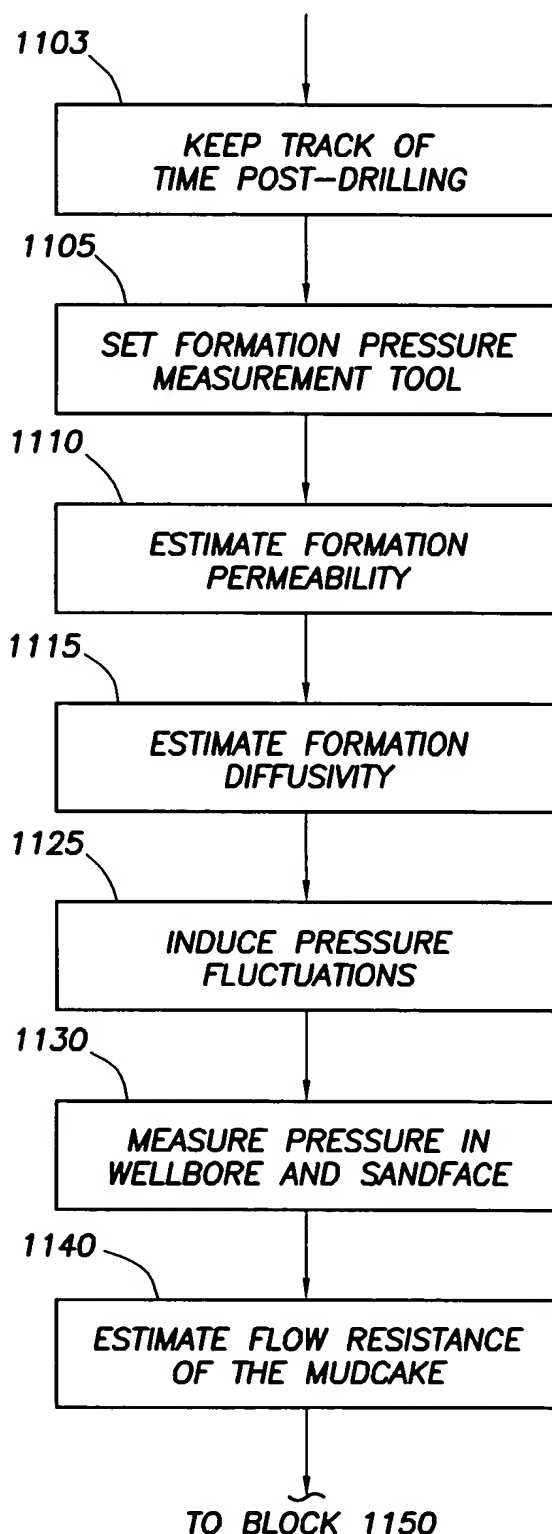 1103
KEEP TRACK OF
TIME POST–DRILLING
1105
SET FORMATION PRESSURE
MEASUREMENT TOOL
1110
ESTIMATE FORMATION
PERMEABILITY
1115
ESTIMATE FORMATION
DIFFUSIVITY
1125
INDUCE PRESSURE
FLUCTUATIONS
1130
MEASURE PRESSURE IN
WELLBORE AND SANDFACE
1140
ESTIMATE FLOW RESISTANCE
OF THE MUDCAKE
TO BLOCK 1150